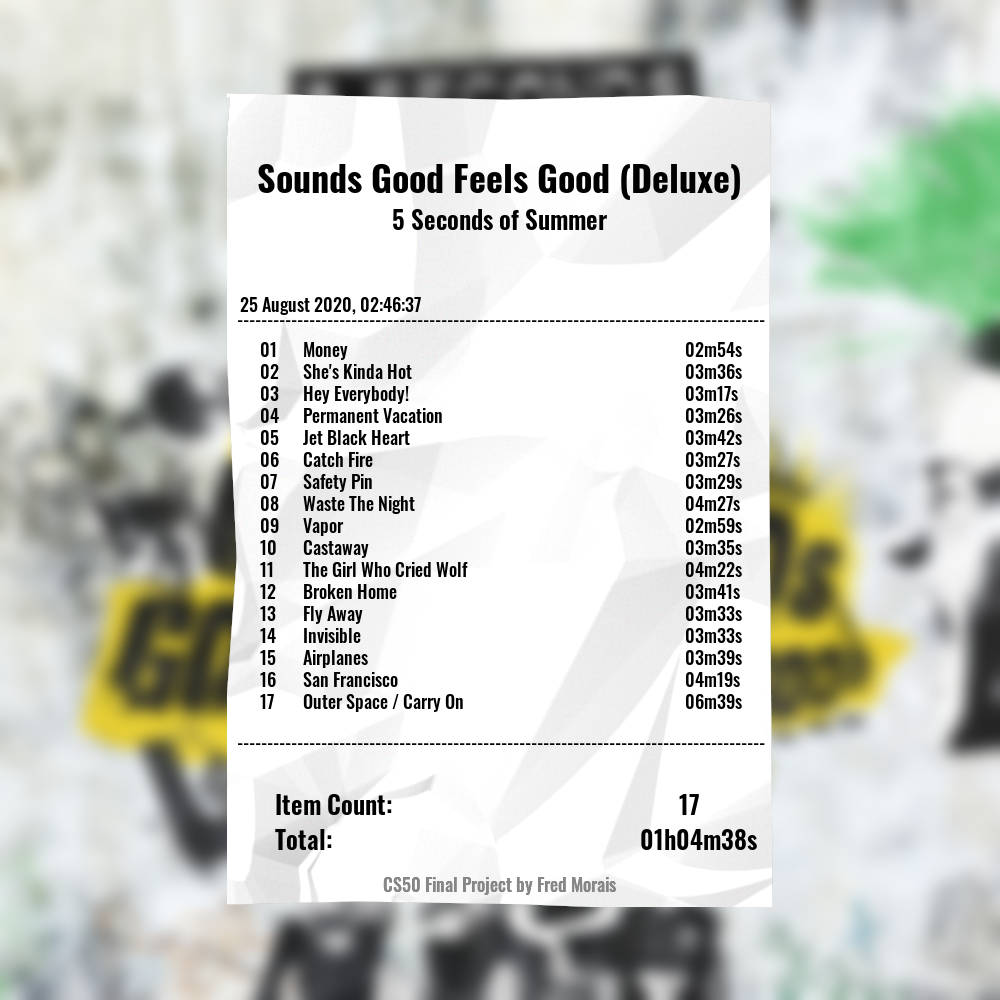 Sounds Good Feels Good (Deluxe)
5 Seconds of Summer
25 August 2020, 02:46:37
01 Money 02m54s
02 She's Kinda Hot 03m36s
03 Hey Everybody! 03m17s
04 Permanent Vacation 03m26s
05 Jet Black Heart 03m42s
06 Catch Fire 03m27s
07 Safety Pin 03m29s
08 Waste The Night 04m27s
09 Vapor 02m59s
10 Castaway 03m35s
11 The Girl Who Cried Wolf 04m22s
12 Broken Home 03m41s
13 Fly Away 03m33s
14 Invisible 03m33s
15 Airplanes 03m39s
16 San Francisco 04m19s
17 Outer Space / Carry On 06m39s
Item Count: 17
Total: 01h04m38s
CS50 Final Project by Fred Morais